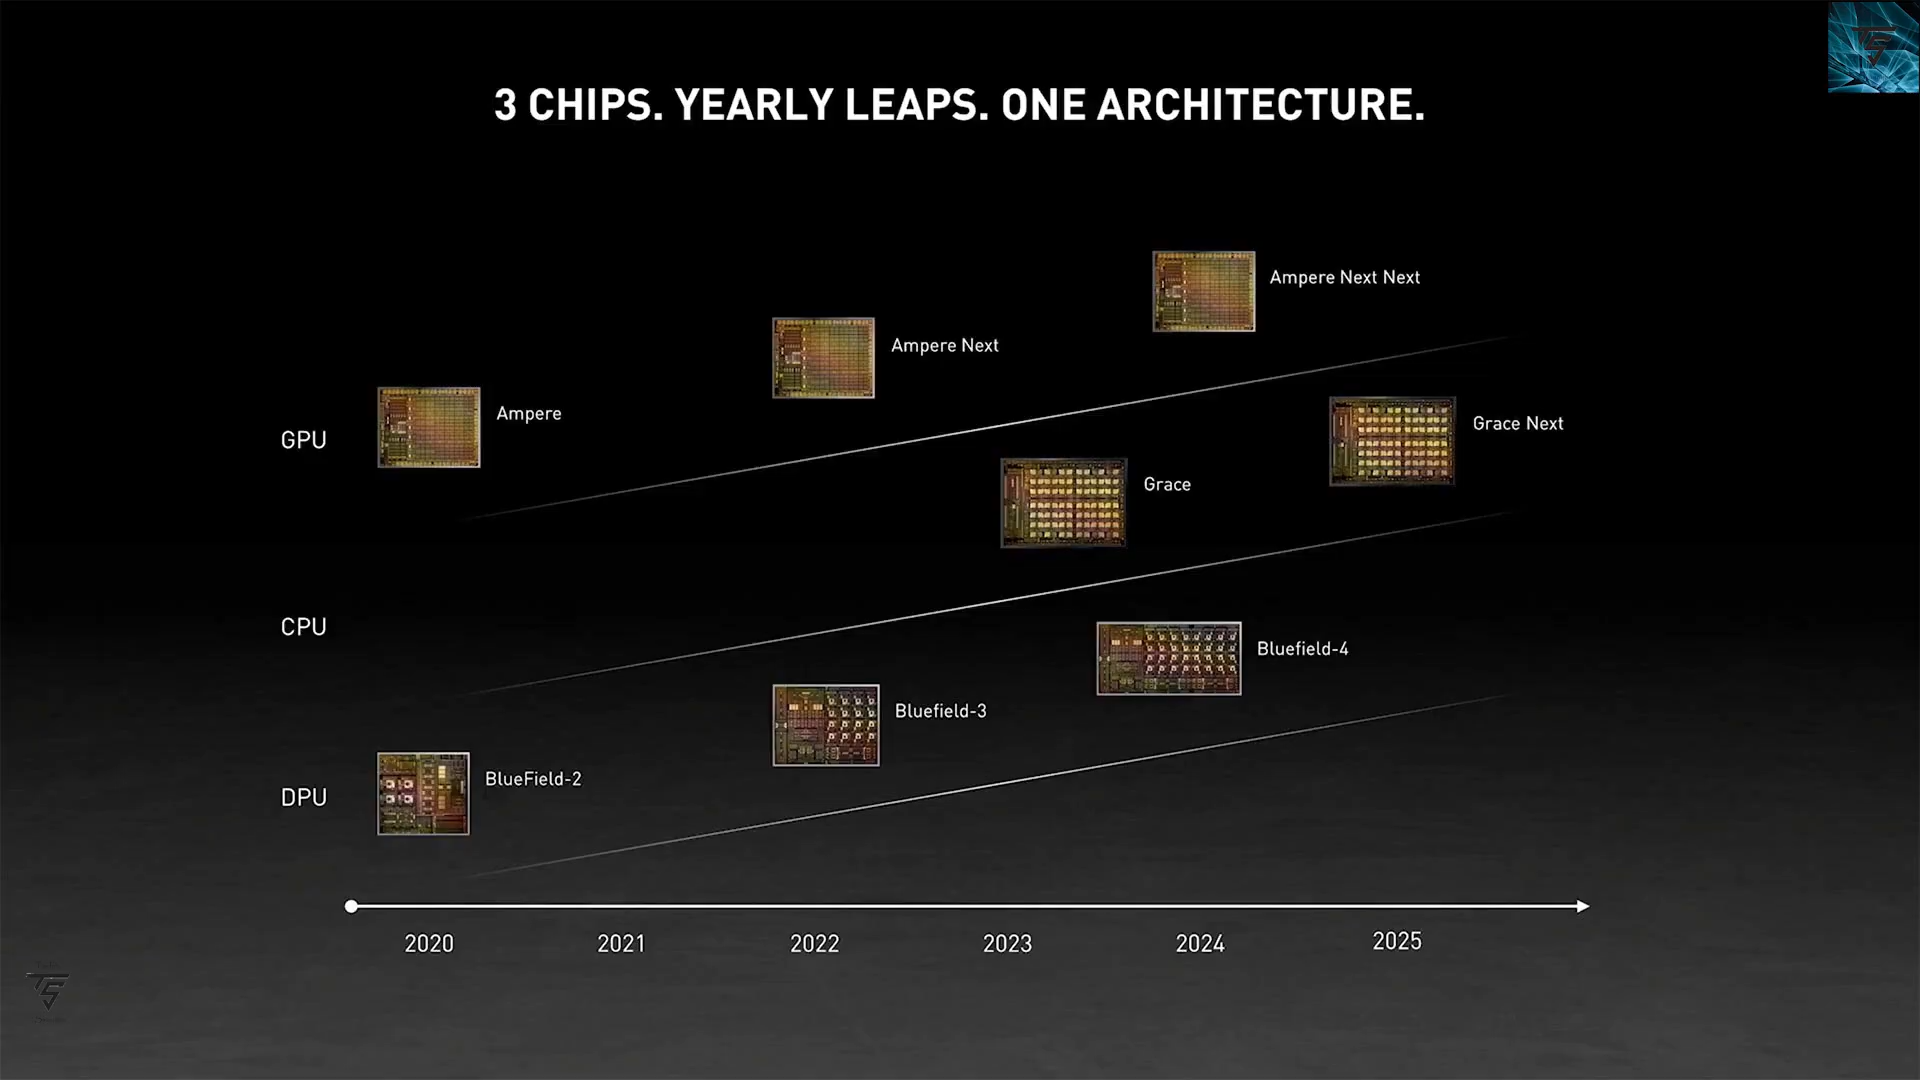 3 CHIPS. YEARLY LEAPS. ONE ARCHITECTURE.
Ampere Next Next
Ampere Next
Ampere
GPU
Grace Next
Grace
CPU
Bluefield-4
Bluefield-3
BlueField-2
DPU
2020 2021 2022 2023 2024 2025